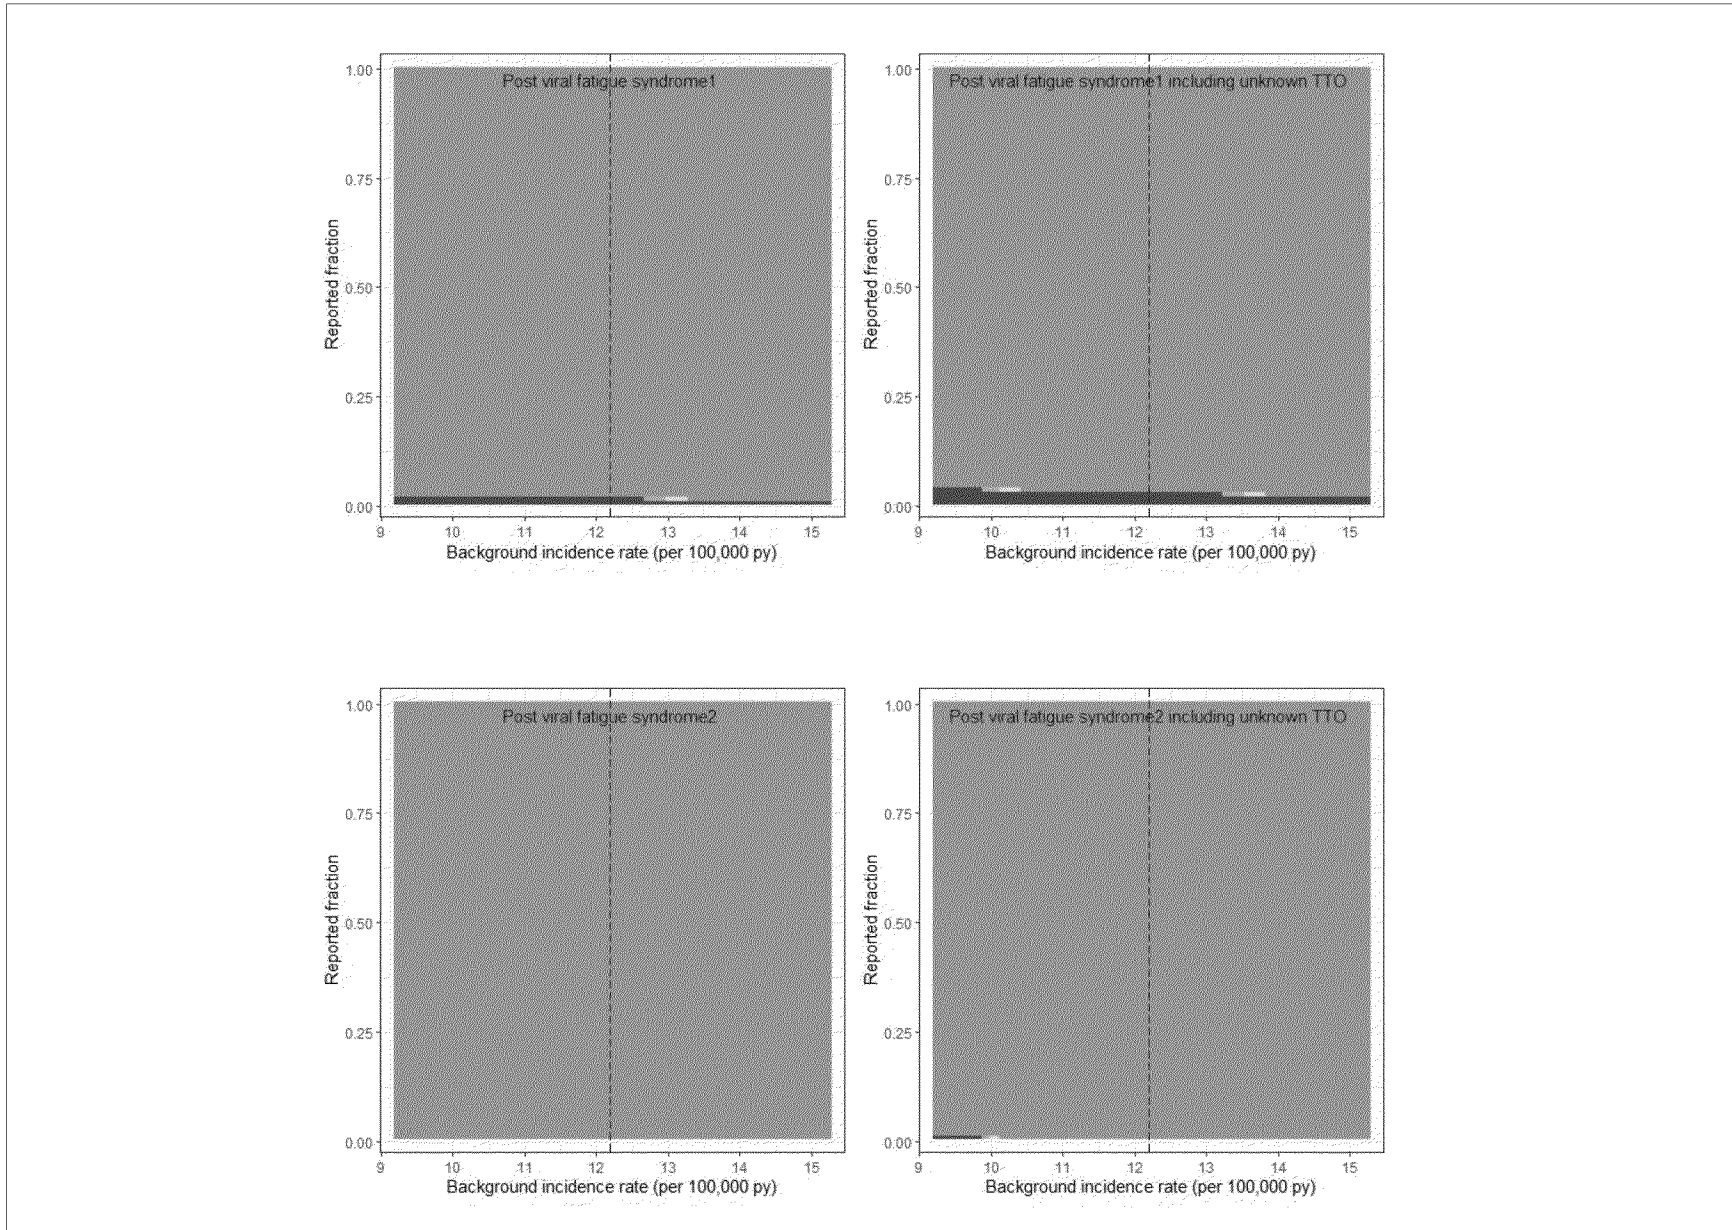 Post viral fatigue syndrome1
1.00
0.75
0.50
0.25
0.00
Reported fraction
9 10 11 12 13 14 15
Background incidence rate (per 100,000 py)
Post viral fatigue syndrome1 including unknown TTO
1.00
0.75
0.50
0.25
0.00
Reported fraction
9 10 11 12 13 14 15
Background incidence rate (per 100,000 py)
Post viral fatigue syndrome2
1.00
0.75
0.50
0.25
0.00
Reported fraction
9 10 11 12 13 14 15
Background incidence rate (per 100,000 py)
Post viral fatigue syndrome2 including unknown TTO
1.00
0.75
0.50
0.25
0.00
Reported fraction
9 10 11 12 13 14 15
Background incidence rate (per 100,000 py)